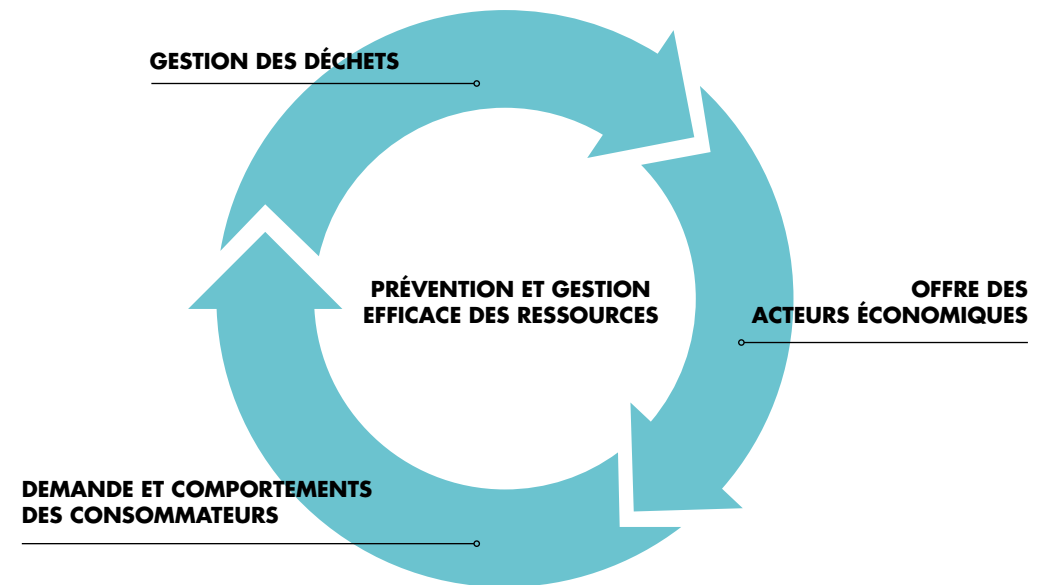 GESTION DES DÉCHETS
PRÉVENTION ET GESTION
EFFICACE DES RESSOURCES
OFFRE DES
ACTEURS ÉCONOMIQUES
DEMANDE ET COMPORTEMENTS
DES CONSOMMATEURS